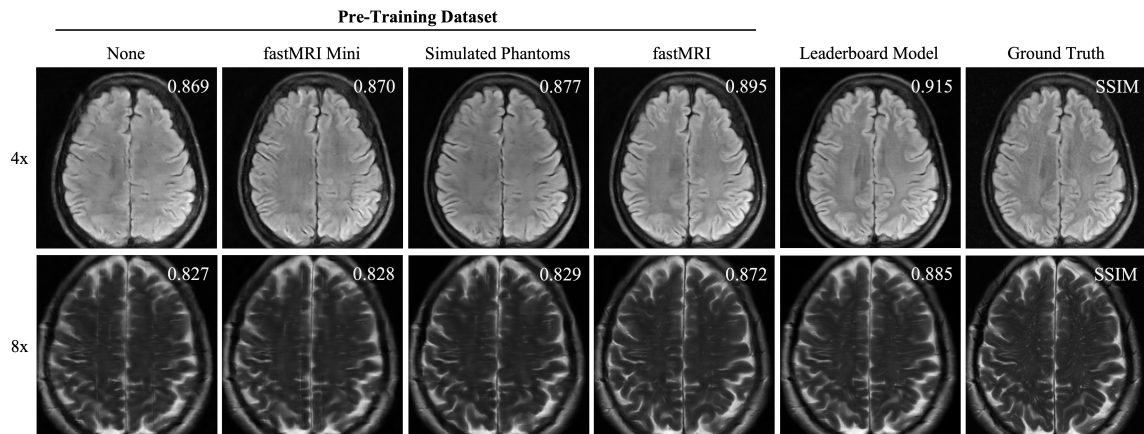 Pre-Training Dataset
None fastMRI Mini Simulated Phantoms fastMRI Leaderboard Model Ground Truth
4x 0.869 0.870 0.877 0.895 0.915 SSIM
8x 0.827 0.828 0.829 0.872 0.885 SSIM